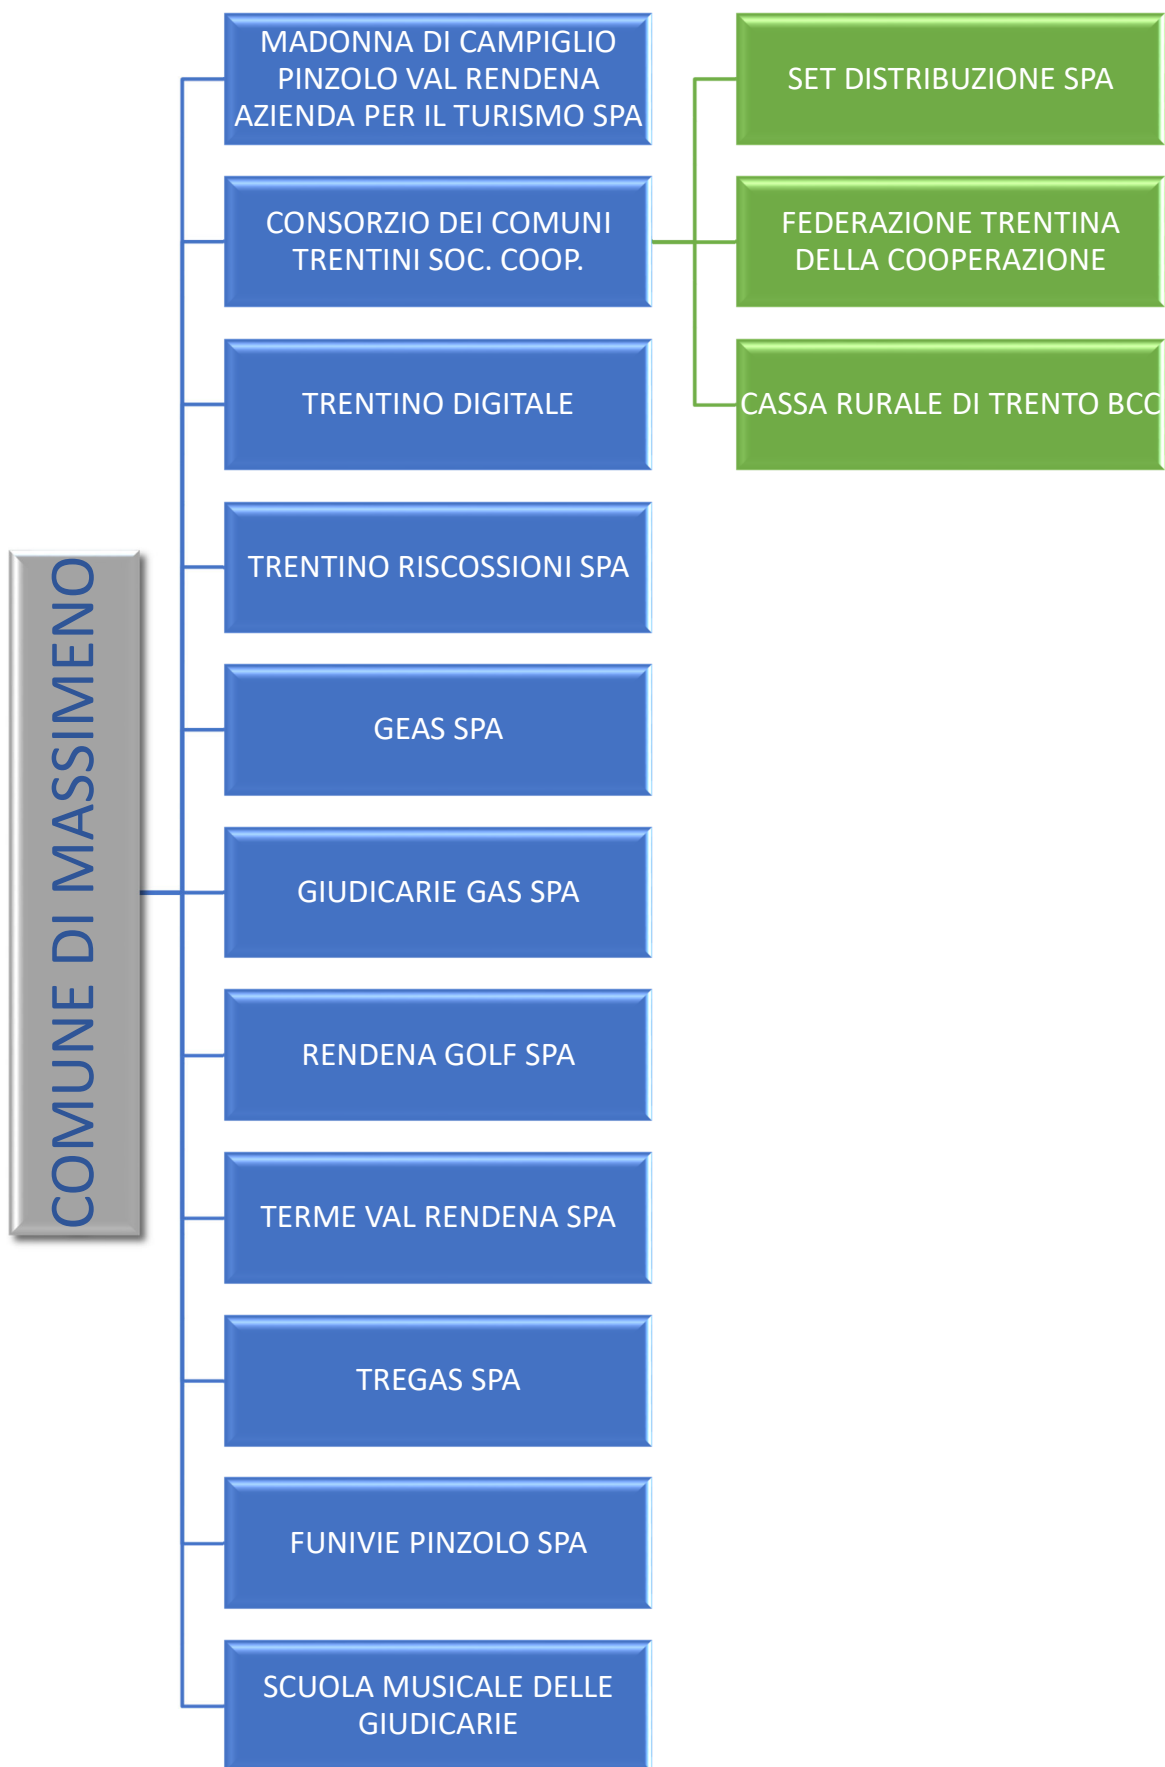 COMUNE DI MASSIMENO
MADONNA DI CAMPIGLIO
PINZOLO VAL RENDENA
AZIENDA PER IL TURISMO SPA
CONSORZIO DEI COMUNI
TRENTINI SOC. COOP.
SET DISTRIBUZIONE SPA
FEDERAZIONE TRENTINA
DELLA COOPERAZIONE
CASSA RURALE DI TRENTO BCC
TRENTINO DIGITALE
TRENTINO RISCOSSIONI SPA
GEAS SPA
GIUDICARIE GAS SPA
RENDENA GOLF SPA
TERME VAL RENDENA SPA
TREGAS SPA
FUNIVIE PINZOLO SPA
SCUOLA MUSICALE DELLE
GIUDICARIE